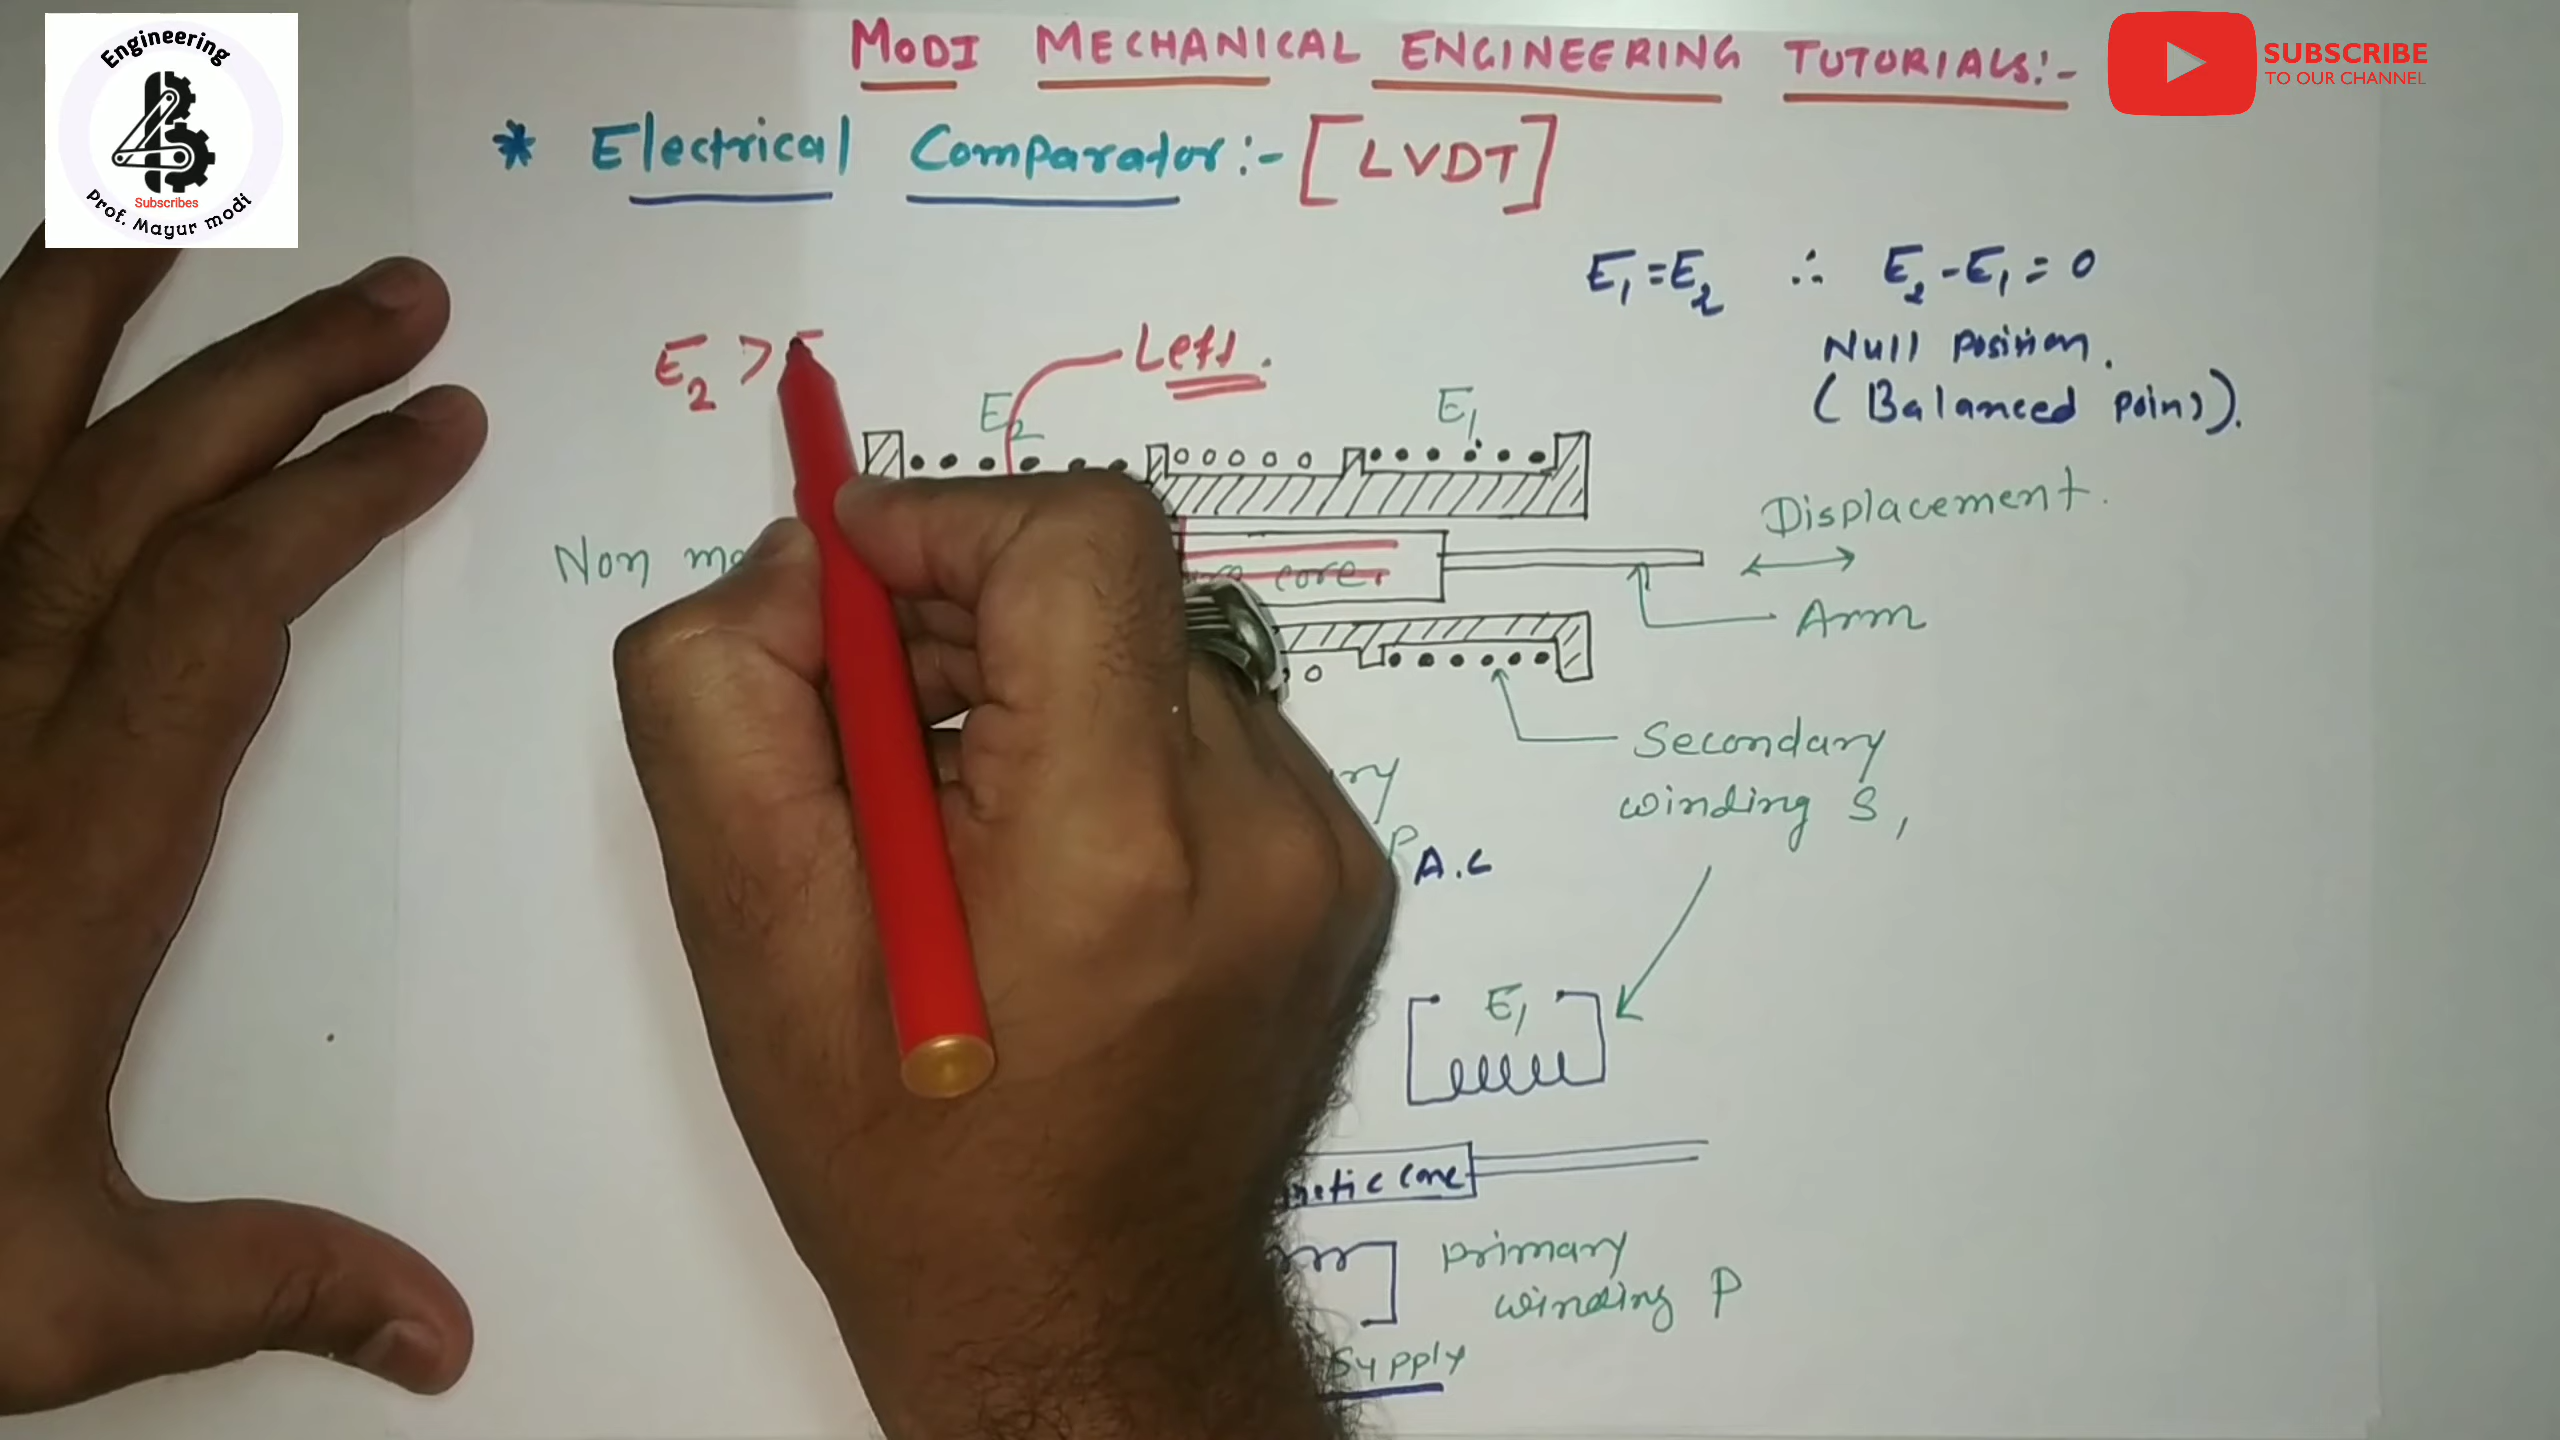 Engineering
Subscribes
Prof. Mayur modi
MODI MECHANICAL ENGINEERING TUTORIALS:-
SUBSCRIBE
TO OUR CHANNEL
* Electrical Comparator:- [LVDT]
E1 = E2 ∴ E2 - E1 = 0
Null Position.
(Balanced point).
E2 >
Left.
E2
E1
Displacement.
Non
core.
Arm
Secondary
winding S1
P
A.C
E1
core
primary
winding P
Supply